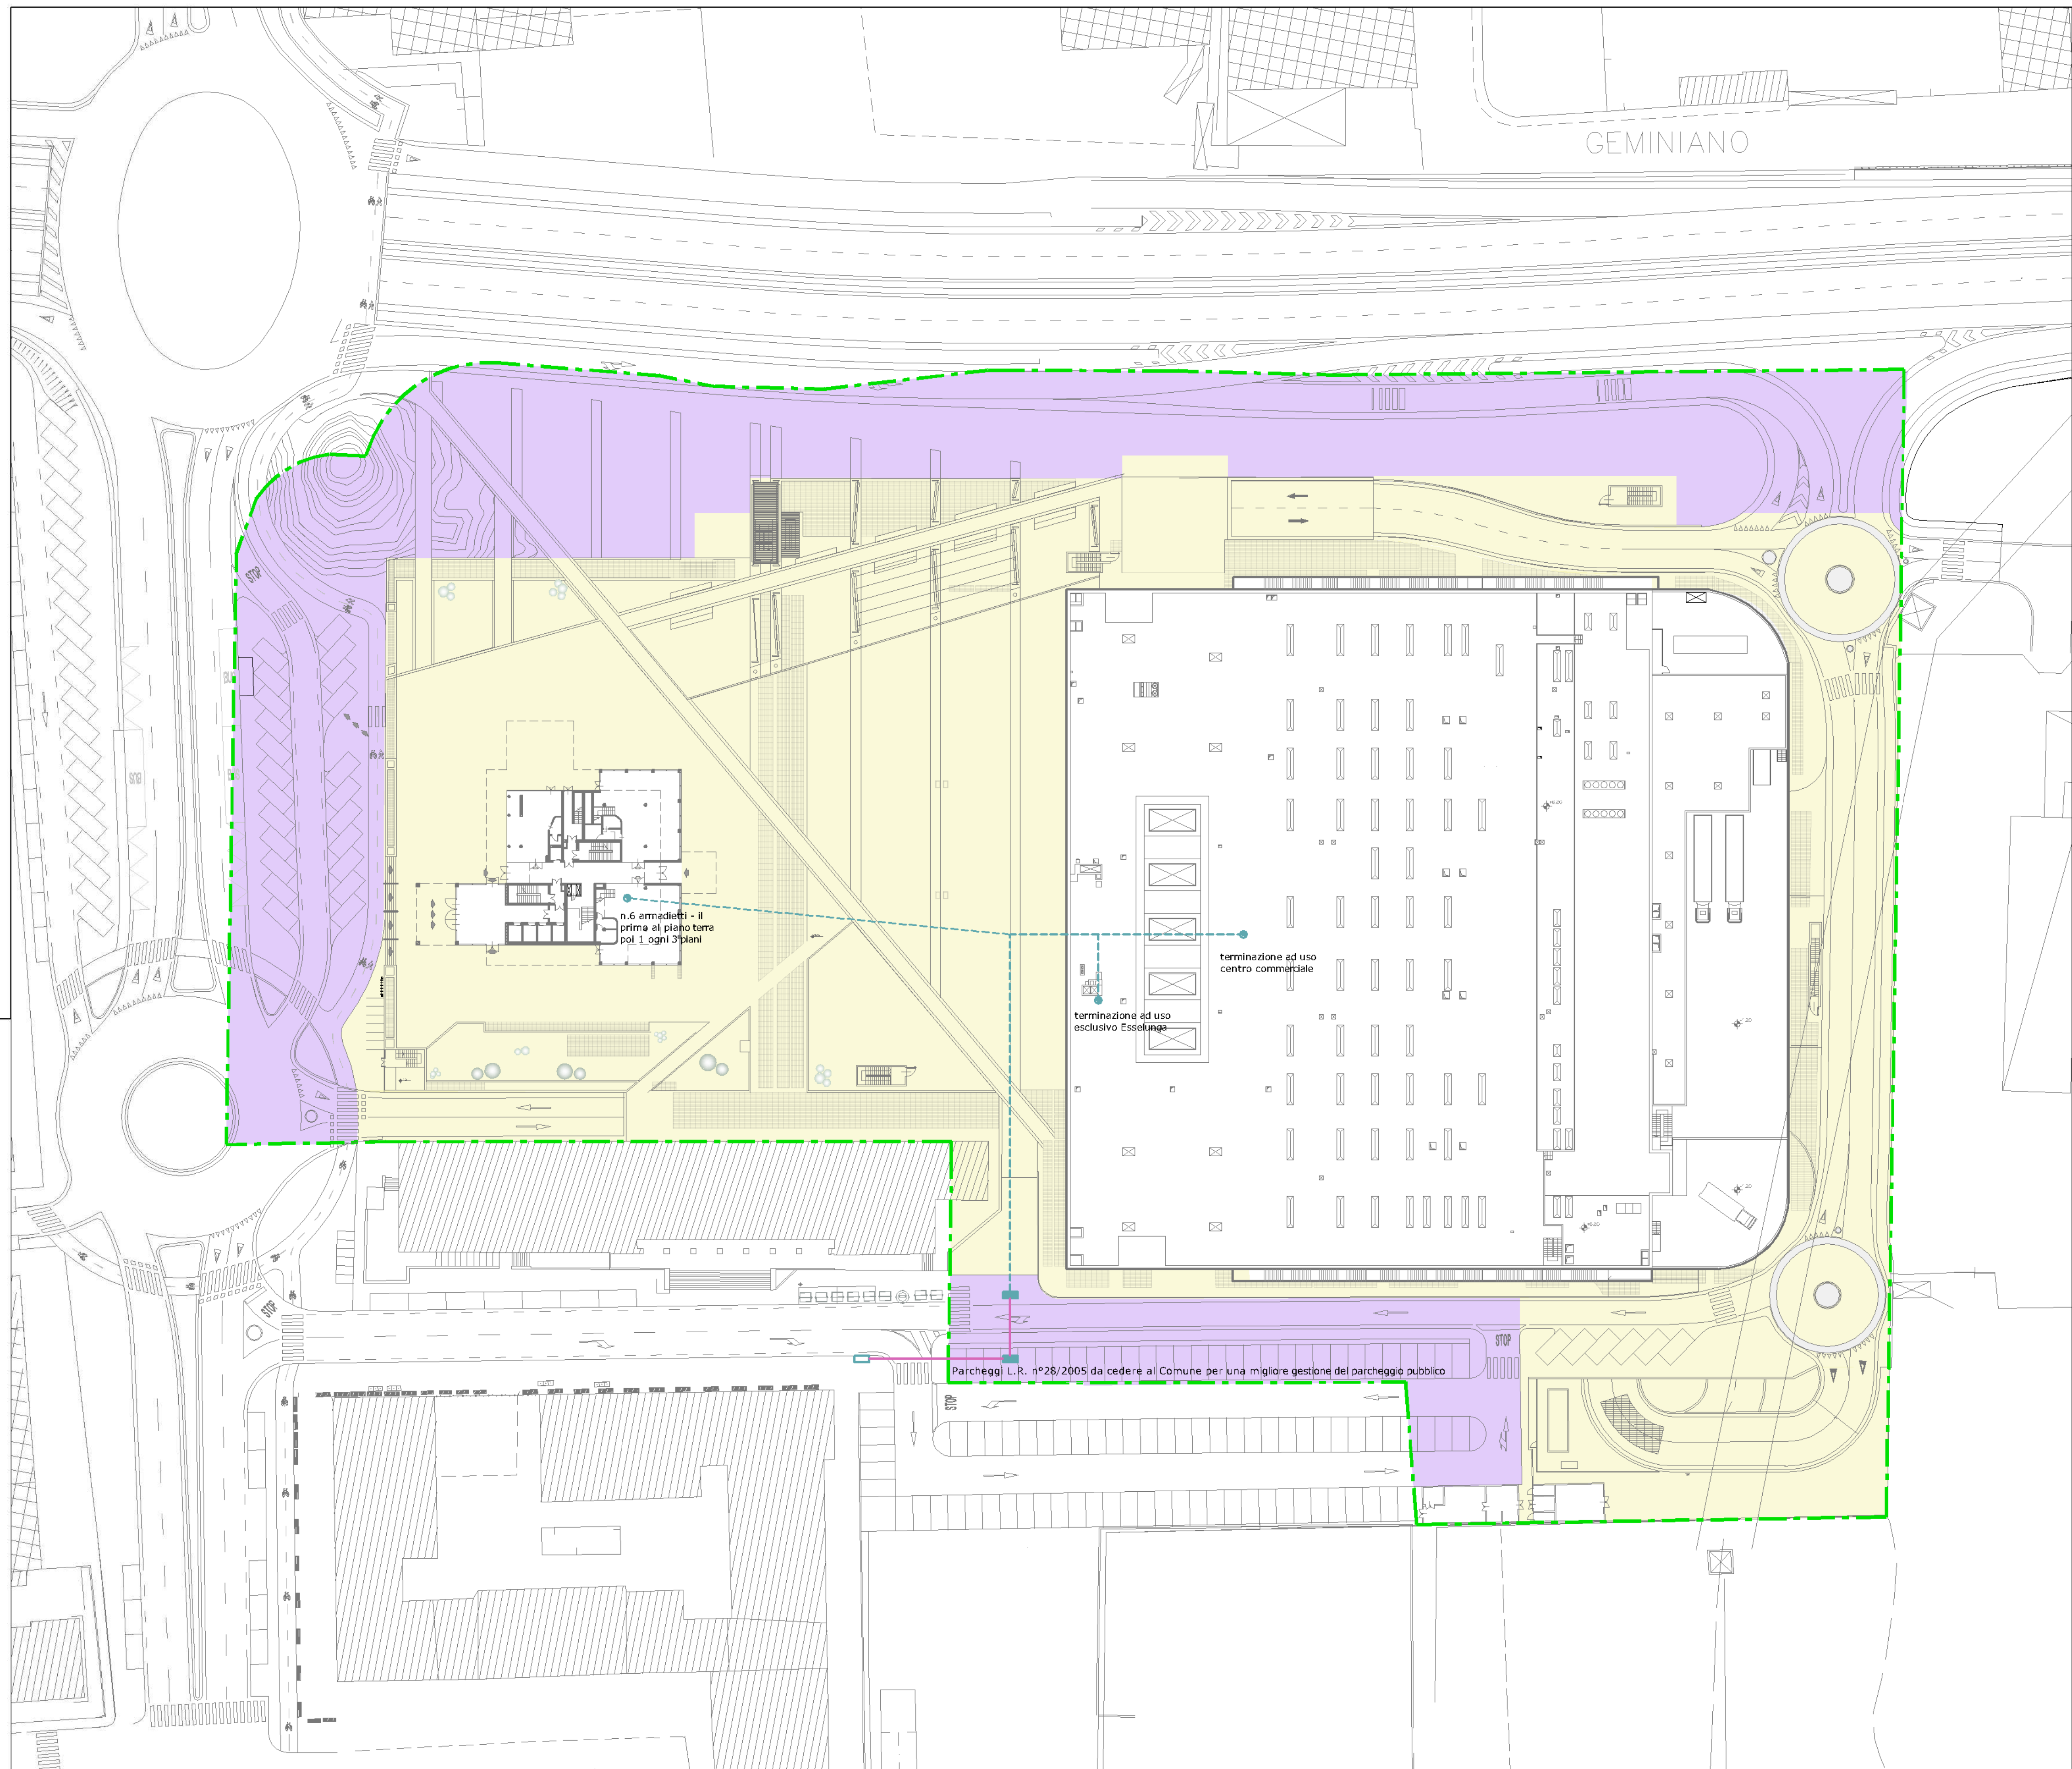 GEMINIANO
STOP
BUS
n.6 armadietti - il
primo al piano terra
poi 1 ogni 3°piani
terminazione ad uso
centro commerciale
terminazione ad uso
esclusivo Esselunga
STOP
STOP
Parcheggi L.R. n°28/2005 da cedere al Comune per una migliore gestione del parcheggio pubblico
STOP